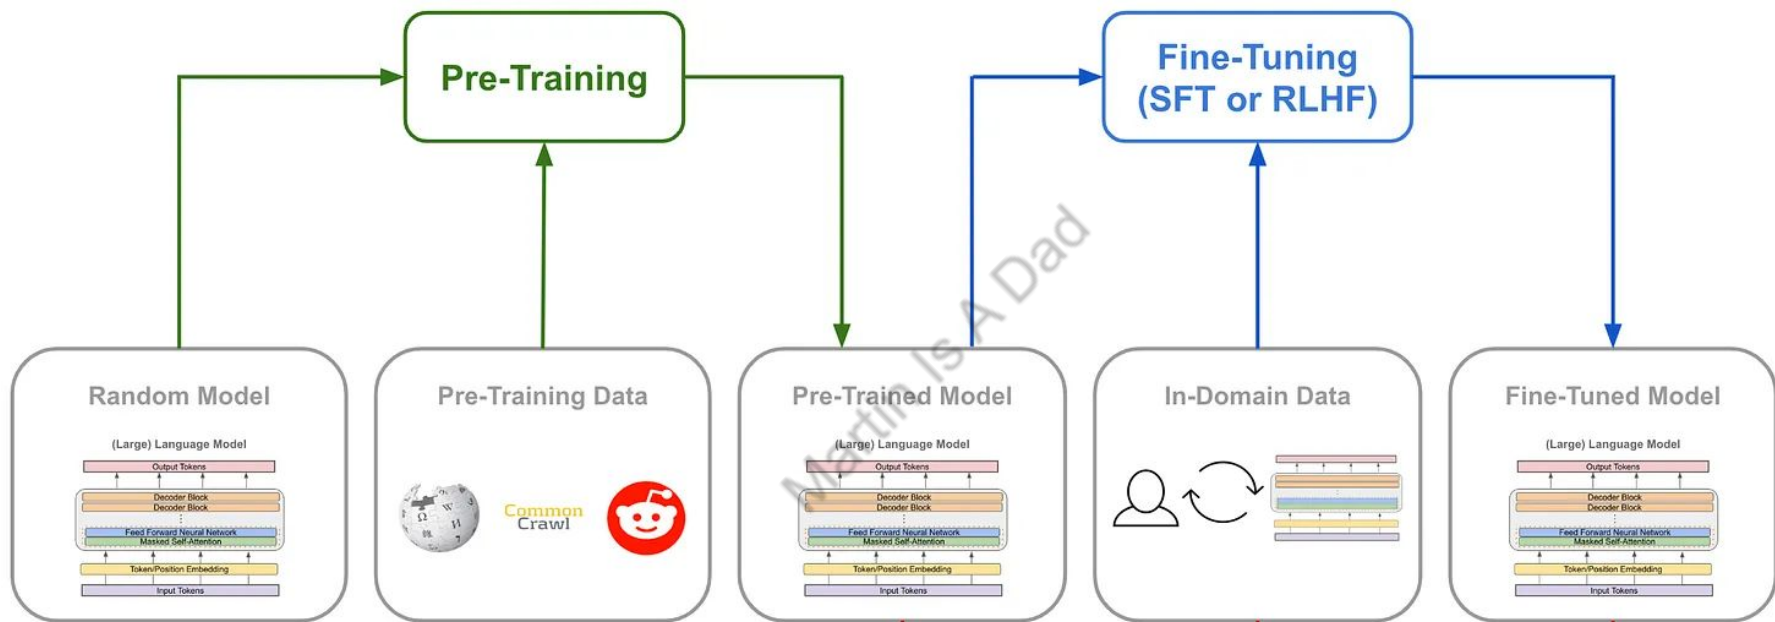 Pre-Training
Fine-Tuning
(SFT or RLHF)
Random Model
(Large) Language Model
Output Tokens
Decoder Block
Decoder Block
Feed Forward Neural Network
Masked Self-Attention
Token/Position Embedding
Input Tokens
Pre-Training Data
Ω W И
Common
Crawl
Pre-Trained Model
(Large) Language Model
Output Tokens
Decoder Block
Decoder Block
Feed Forward Neural Network
Masked Self-Attention
Token/Position Embedding
Input Tokens
In-Domain Data
Fine-Tuned Model
(Large) Language Model
Output Tokens
Decoder Block
Decoder Block
Feed Forward Neural Network
Masked Self-Attention
Token/Position Embedding
Input Tokens
Martin Is A Dad